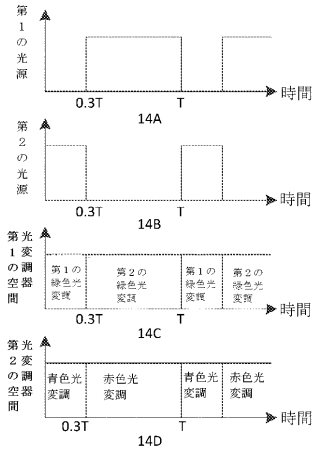 第1の光源
時間
0.3T
T
14A
第2の光源
時間
0.3T
T
14B
第1の空間
光変調器
第1の
緑色光
変調
第2の
緑色光
変調
第1の
緑色光
変調
第2の
緑色光
変調
時間
0.3T
T
14C
第2の空間
光変調器
青色光
変調
赤色光
変調
青色光
変調
赤色光
変調
時間
0.3T
T
14D